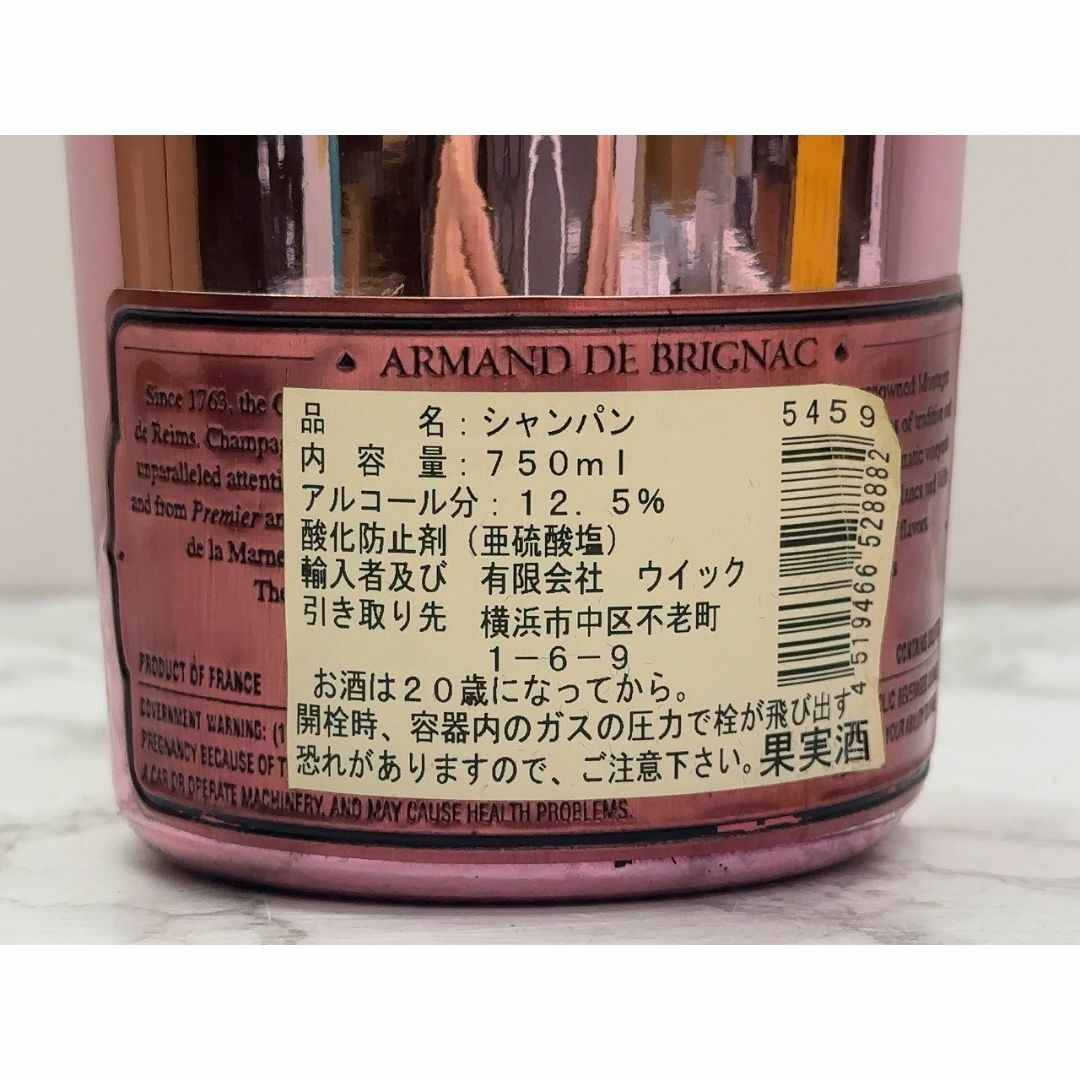 ARMAND DE BRIGNAC
Since 1763, the
de Reims, Champag
unparalleled attenti
and from Premier an
de la Marne
The
of tradition and
flavor.
PRODUCT OF FRANCE
GOVERNMENT WARNING: (1
PREGNANCY BECAUSE OF T
A CAR OR OPERATE MACHINERY, AND MAY CAUSE HEALTH PROBLEMS.
品名：シャンパン
内容量：750ml
アルコール分：12．5％
酸化防止剤（亜硫酸塩）
輸入者及び 有限会社 ウイック
引き取り先 横浜市中区不老町
1－6－9
お酒は20歳になってから。
開栓時、容器内のガスの圧力で栓が飛び出す
恐れがありますので、ご注意下さい。果実酒
5459
4519466528882